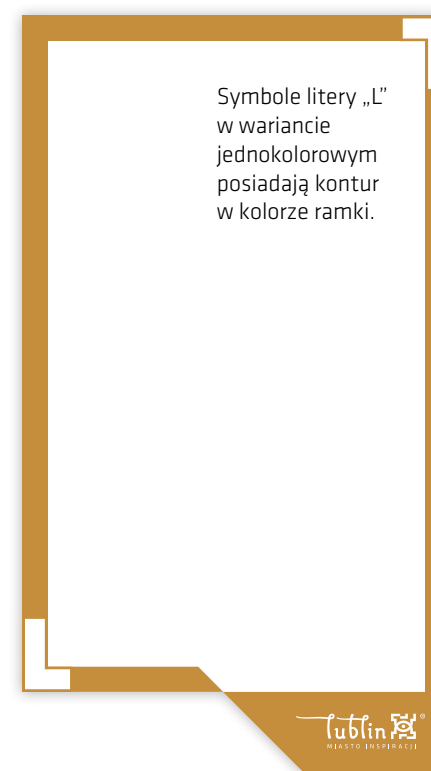 Symbole litery „L”
w wariancie
jednokolorowym
posiadają kontur
w kolorze ramki.
lublin ®
MIASTO INSPIRACJI